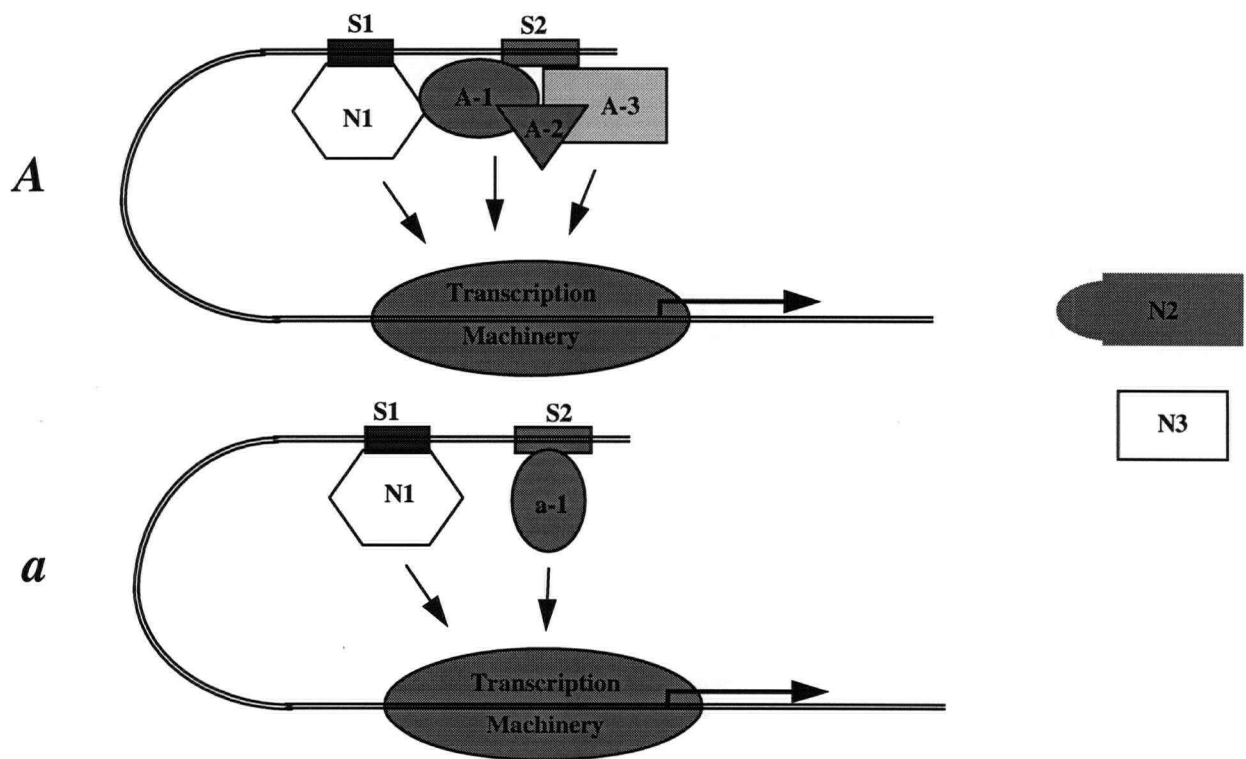 S1 S2
A
N1 A-1 A-2 A-3
Transcription
Machinery
N2
N3
S1 S2
a
N1 a-1
Transcription
Machinery